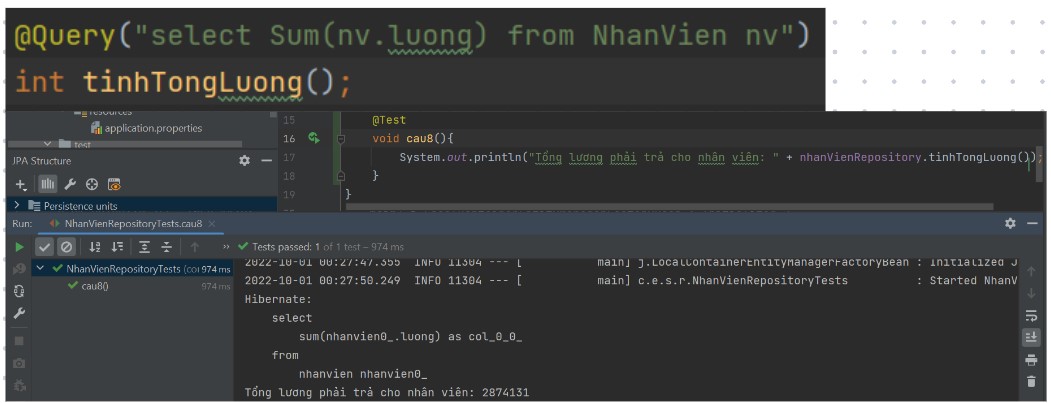 @Query("select Sum(nv.luong) from NhanVien nv")
int tinhTongLuong();
resources
application.properties
test
JPA Structure
Persistence units
15 @Test
16 void cau8(){
17 System.out.println("Tổng lương phải trả cho nhân viên: " + nhanVienRepository.tinhTongLuong());
18 }
19 }
Run: NhanVienRepositoryTests.cau8 ×
» Tests passed: 1 of 1 test – 974 ms
NhanVienRepositoryTests (coi 974 ms
cau8() 974 ms
2022-10-01 00:27:47.355 INFO 11304 --- [ main] j.LocalContainerEntityManagerFactoryBean : Initialized J
2022-10-01 00:27:50.249 INFO 11304 --- [ main] c.e.s.r.NhanVienRepositoryTests : Started NhanV
Hibernate:
select
sum(nhanvien0_.luong) as col_0_0_
from
nhanvien nhanvien0_
Tổng lương phải trả cho nhân viên: 2874131